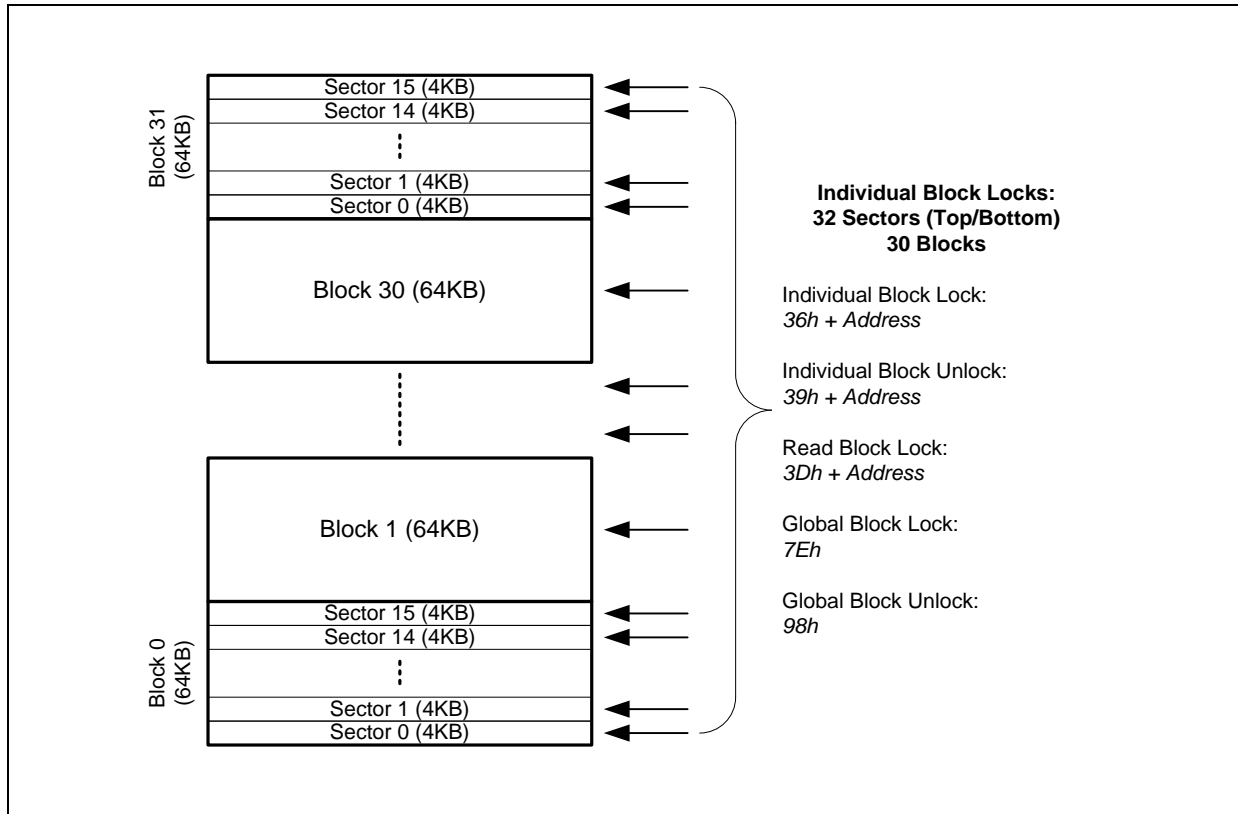 Block 31
(64KB)
Sector 15 (4KB)
Sector 14 (4KB)
Sector 1 (4KB)
Sector 0 (4KB)
Block 30 (64KB)
Block 1 (64KB)
Block 0
(64KB)
Sector 15 (4KB)
Sector 14 (4KB)
Sector 1 (4KB)
Sector 0 (4KB)
Individual Block Locks:
32 Sectors (Top/Bottom)
30 Blocks
Individual Block Lock:
36h + Address
Individual Block Unlock:
39h + Address
Read Block Lock:
3Dh + Address
Global Block Lock:
7Eh
Global Block Unlock:
98h